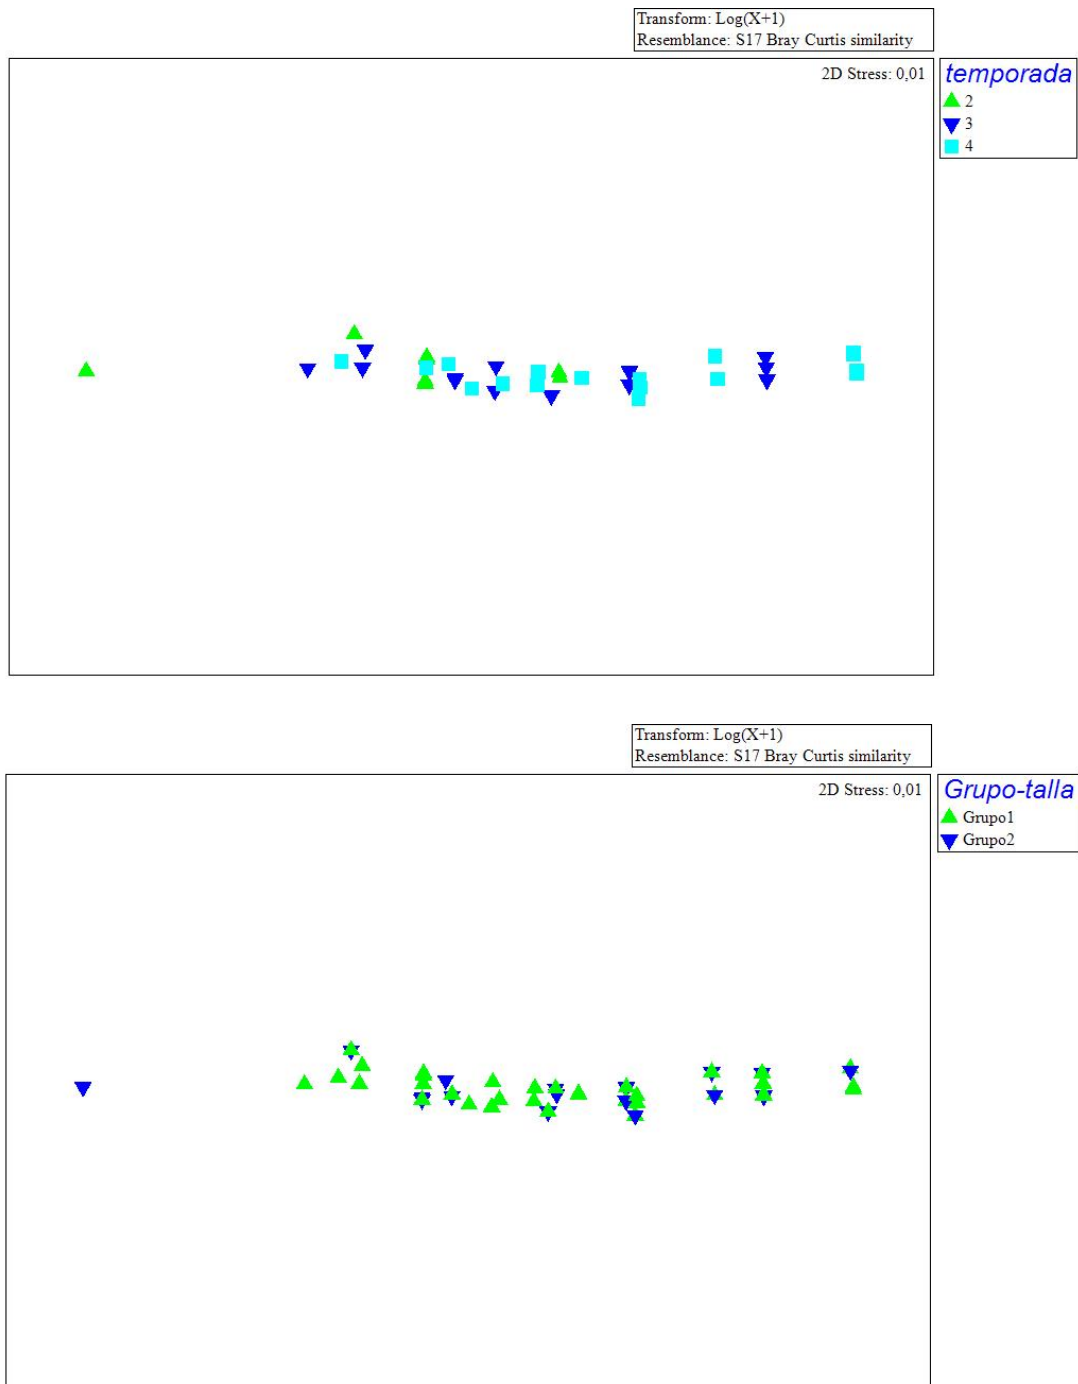 Transform: Log(X+1)
Resemblance: S17 Bray Curtis similarity
2D Stress: 0,01
temporada
2
3
4
Transform: Log(X+1)
Resemblance: S17 Bray Curtis similarity
2D Stress: 0,01
Grupo-talla
Grupo1
Grupo2